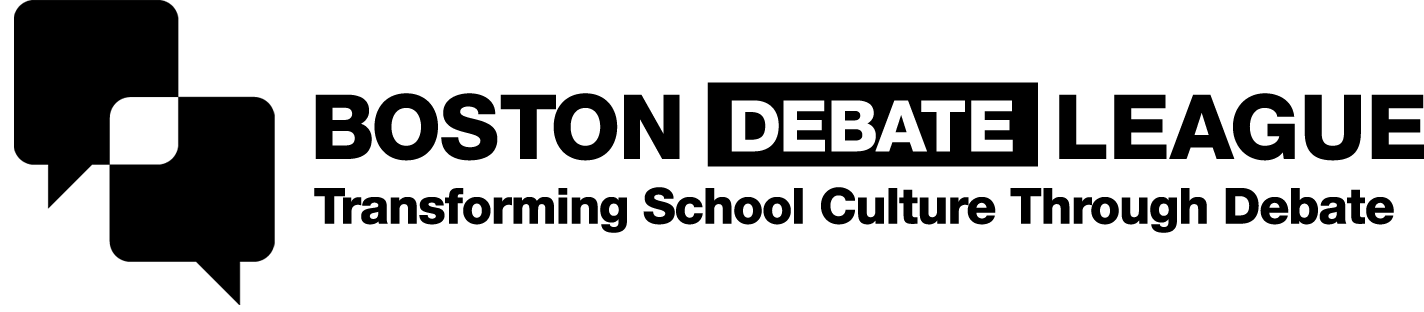 BOSTON DEBATE LEAGUE
Transforming School Culture Through Debate